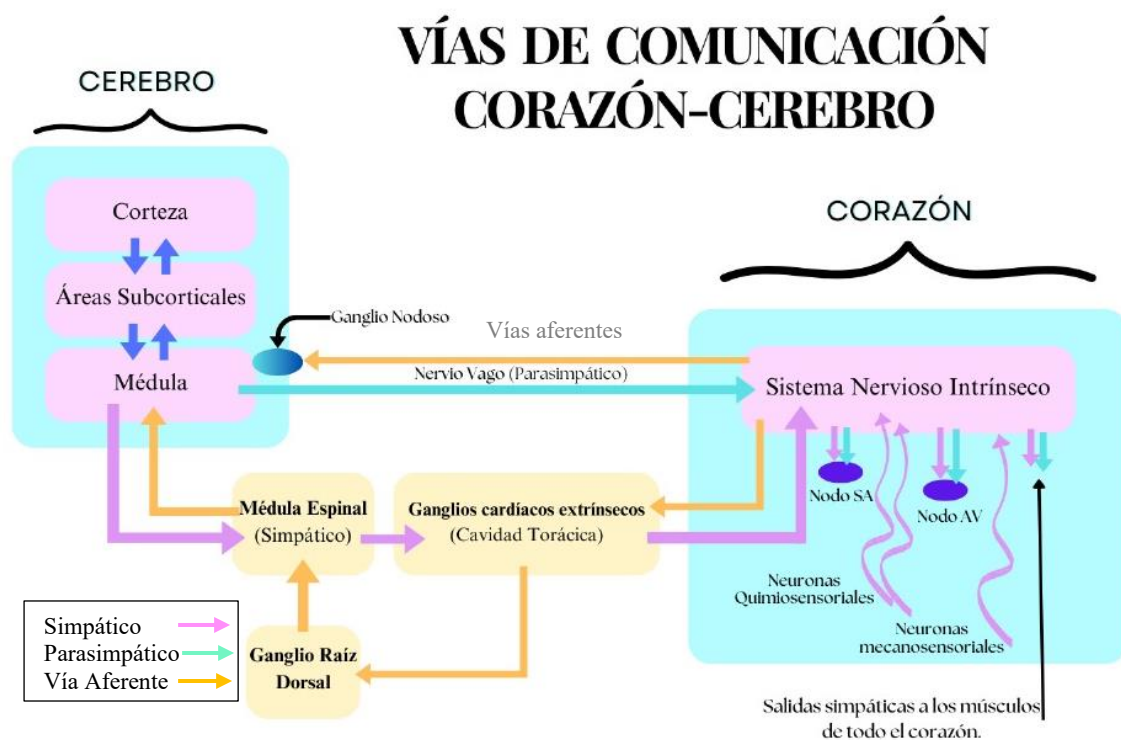 VÍAS DE COMUNICACIÓN
CORAZÓN-CEREBRO
CEREBRO
Corteza
Áreas Subcorticales
Médula
Ganglio Nodoso
Vías aferentes
Nervio Vago (Parasimpático)
CORAZÓN
Sistema Nervioso Intrínseco
Nodo SA
Nodo AV
Neuronas
Quimiosensoriales
Neuronas
mecanosensoriales
Salidas simpáticas a los músculos
de todo el corazón.
Médula Espinal
(Simpático)
Ganglios cardíacos extrínsecos
(Cavidad Torácica)
Ganglio Raíz
Dorsal
Simpático
Parasimpático
Vía Aferente